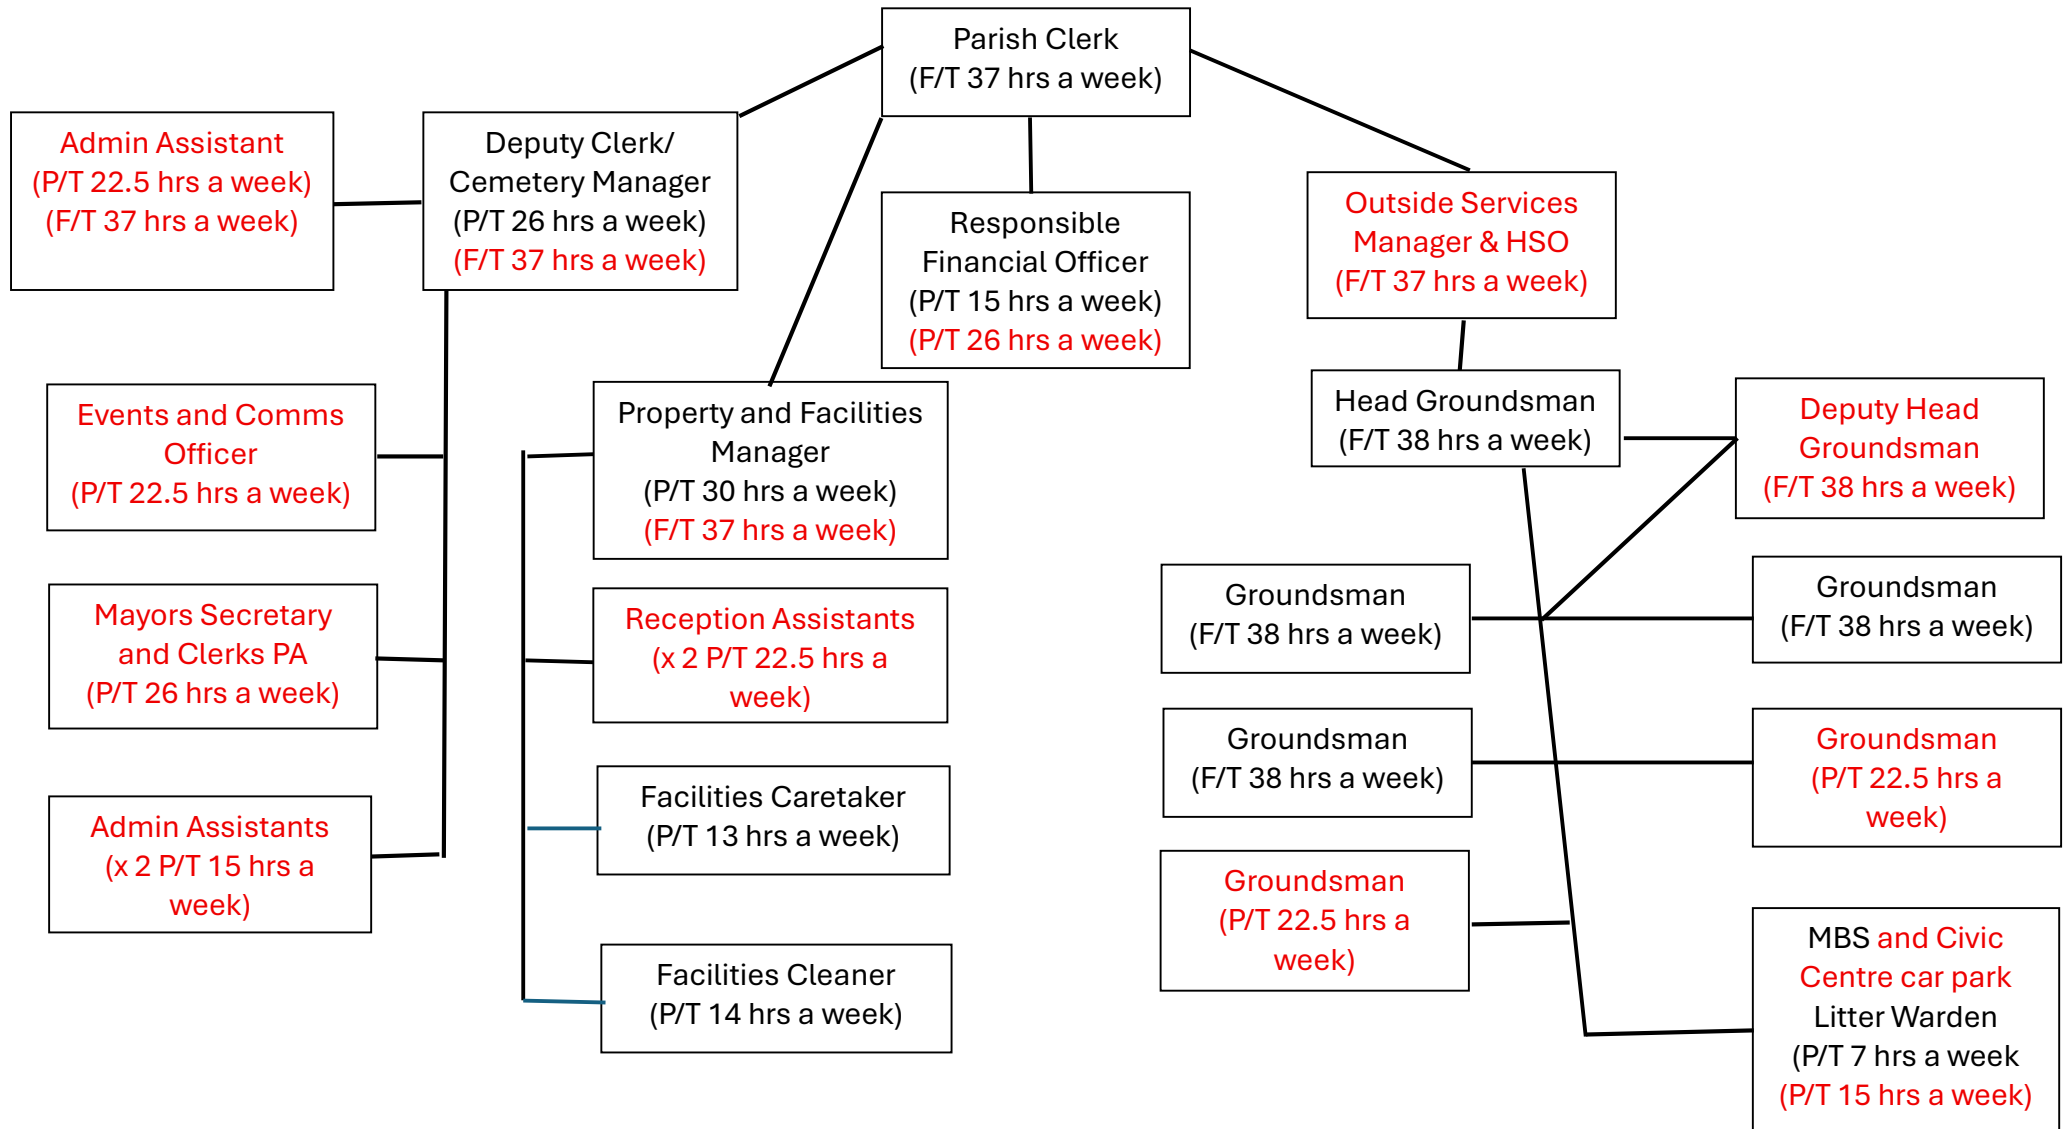 Parish Clerk
(F/T 37 hrs a week)
Admin Assistant
(P/T 22.5 hrs a week)
(F/T 37 hrs a week)
Deputy Clerk/
Cemetery Manager
(P/T 26 hrs a week)
(F/T 37 hrs a week)
Responsible
Financial Officer
(P/T 15 hrs a week)
(P/T 26 hrs a week)
Outside Services
Manager & HSO
(F/T 37 hrs a week)
Events and Comms
Officer
(P/T 22.5 hrs a week)
Property and Facilities
Manager
(P/T 30 hrs a week)
(F/T 37 hrs a week)
Head Groundsman
(F/T 38 hrs a week)
Deputy Head
Groundsman
(F/T 38 hrs a week)
Mayors Secretary
and Clerks PA
(P/T 26 hrs a week)
Reception Assistants
(x 2 P/T 22.5 hrs a
week)
Groundsman
(F/T 38 hrs a week)
Groundsman
(F/T 38 hrs a week)
Admin Assistants
(x 2 P/T 15 hrs a
week)
Facilities Caretaker
(P/T 13 hrs a week)
Groundsman
(F/T 38 hrs a week)
Groundsman
(P/T 22.5 hrs a
week)
Facilities Cleaner
(P/T 14 hrs a week)
Groundsman
(P/T 22.5 hrs a
week)
MBS and Civic
Centre car park
Litter Warden
(P/T 7 hrs a week
(P/T 15 hrs a week)